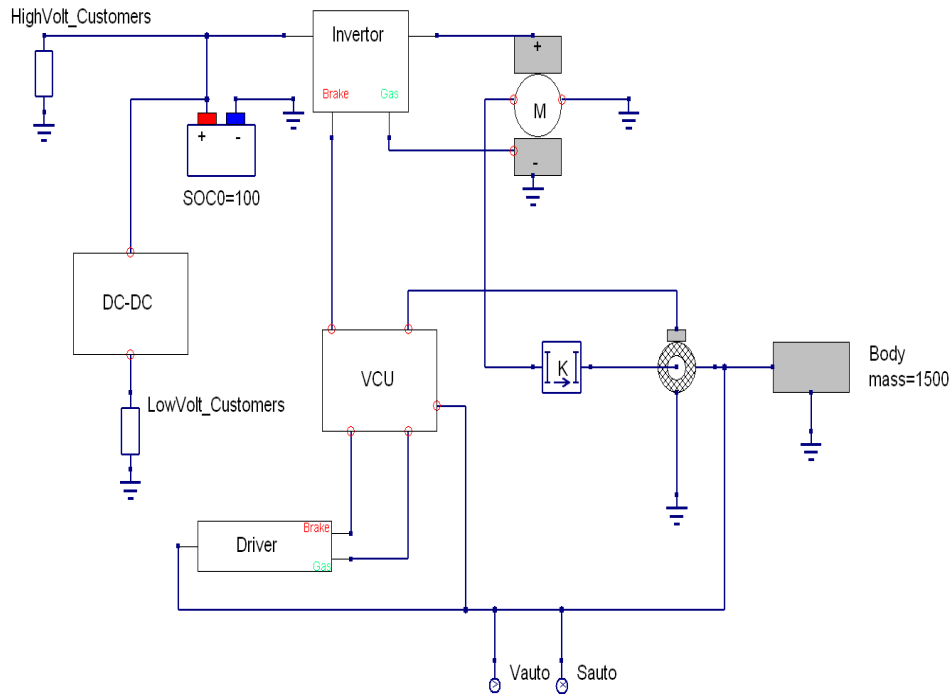 HighVolt_Customers
Invertor
Brake
Gas
+
M
-
+ -
SOC0=100
DC-DC
LowVolt_Customers
VCU
K
Body
mass=1500
Brake
Driver
Gas
Vauto
Sauto